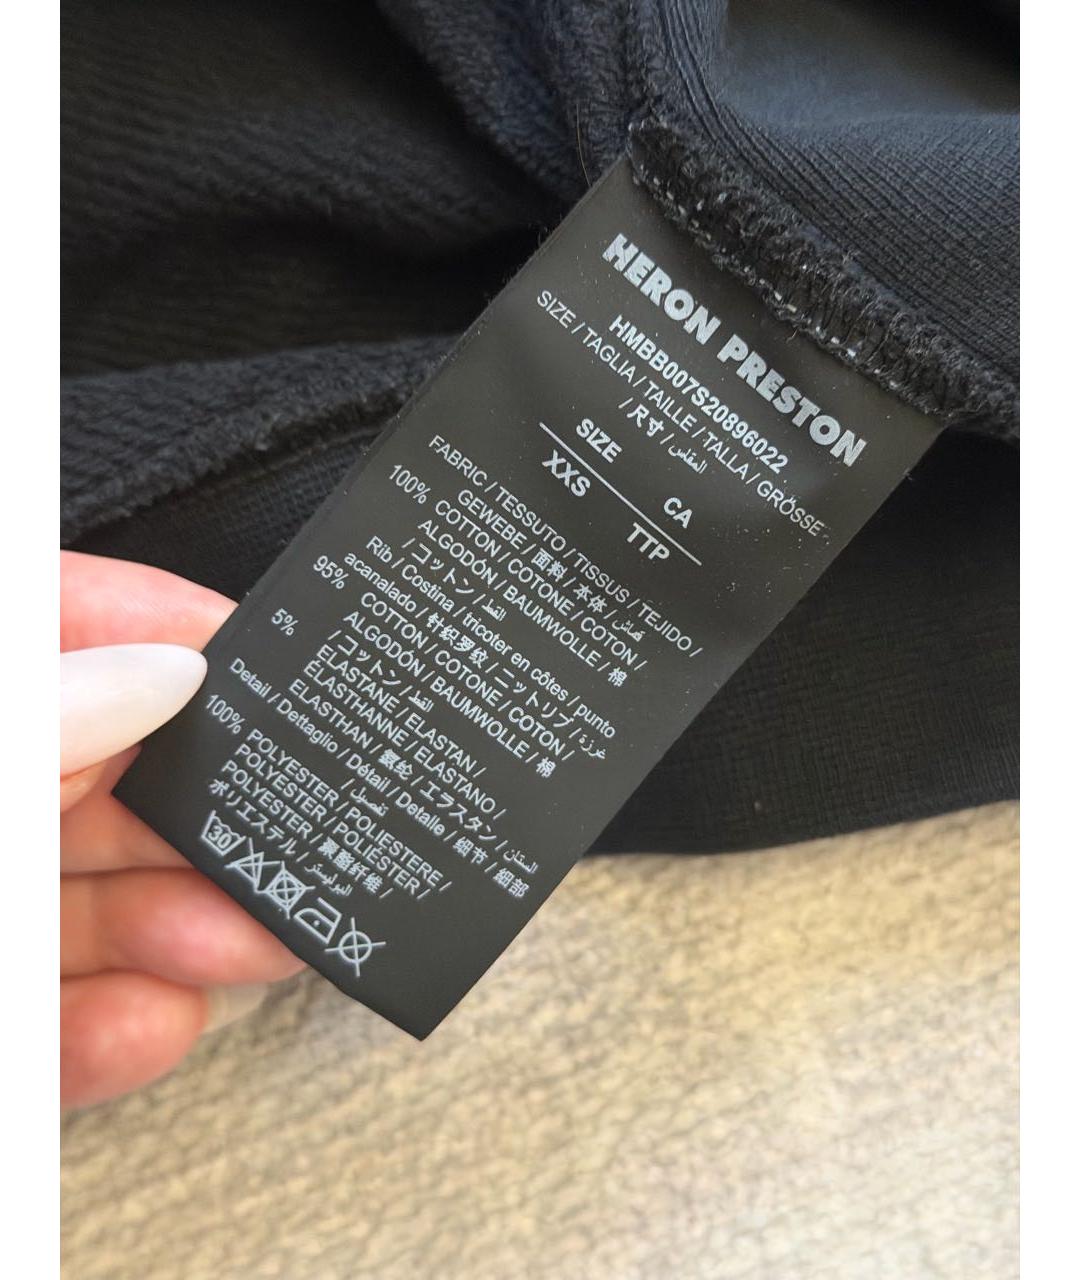 HERON PRESTON
HMBB007S20896022
SIZE / TAGLIA / TAILLE / TALLA / GRÖSSE
/ 尺寸 / المقاس
SIZE CA
XXS TTP
FABRIC / TESSUTO / TISSUS / TEJIDO /
GEWEBE / 面料 / 本体 / قماش
100% COTTON / COTONE / COTON /
ALGODÓN / BAUMWOLLE / 棉
/ コットン / القط
Rib / Costina / tricoter en côtes / punto
acanalado / 针织罗纹 / ニットリブ / غرزة
95% COTTON / COTONE / COTON /
ALGODÓN / BAUMWOLLE / 棉
/ コットン / القط
5% ELASTANE / ELASTAN /
ÉLASTHANNE / ELASTANO /
ELASTHAN / 氨纶 / エラスタン / الستان
Detail / Dettaglio / Détail / Detalle / 细节 / 细部
/ تفصيل
100% POLYESTER / POLIESTERE /
POLYESTER / POLIÉSTER /
POLYESTER / 聚酯纤维 /
ポリエステル / البوليستر
30